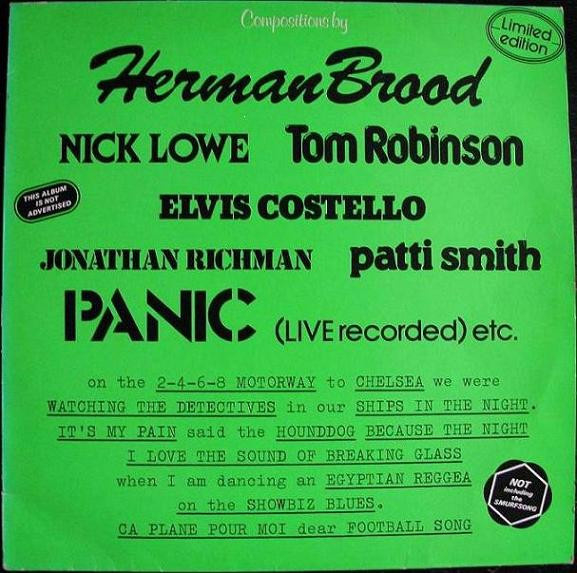 Compositions by
Limited
edition
Herman Brood
NICK LOWE Tom Robinson
THIS ALBUM
IS NOT
ADVERTISED
ELVIS COSTELLO
JONATHAN RICHMAN patti smith
PANIC (LIVE recorded) etc.
on the 2-4-6-8 MOTORWAY to CHELSEA we were
WATCHING THE DETECTIVES in our SHIPS IN THE NIGHT.
IT'S MY PAIN said the HOUNDDOG BECAUSE THE NIGHT
I LOVE THE SOUND OF BREAKING GLASS
when I am dancing an EGYPTIAN REGGEA
on the SHOWBIZ BLUES.
CA PLANE POUR MOI dear FOOTBALL SONG
NOT
including
the
SMURFSONG